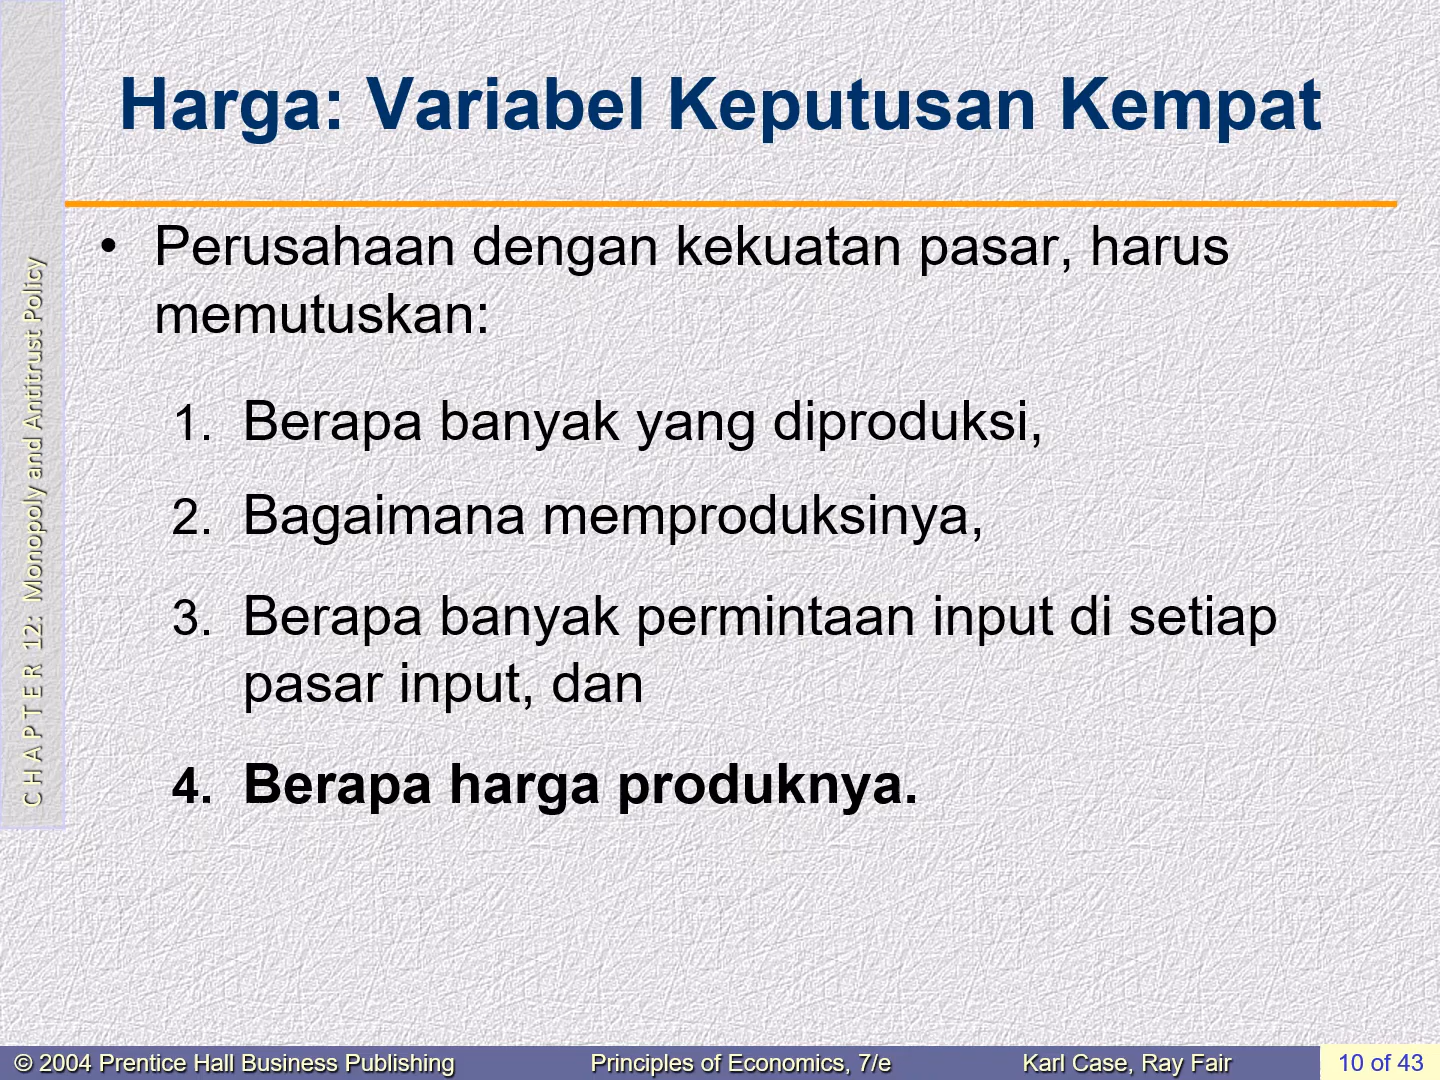 Harga: Variabel Keputusan Kempat
• Perusahaan dengan kekuatan pasar, harus
memutuskan:
1. Berapa banyak yang diproduksi,
2. Bagaimana memproduksinya,
3. Berapa banyak permintaan input di setiap
pasar input, dan
4. Berapa harga produknya.
CHAPTER 12: Monopoly and Antitrust Policy
© 2004 Prentice Hall Business Publishing Principles of Economics, 7/e Karl Case, Ray Fair 10 of 43